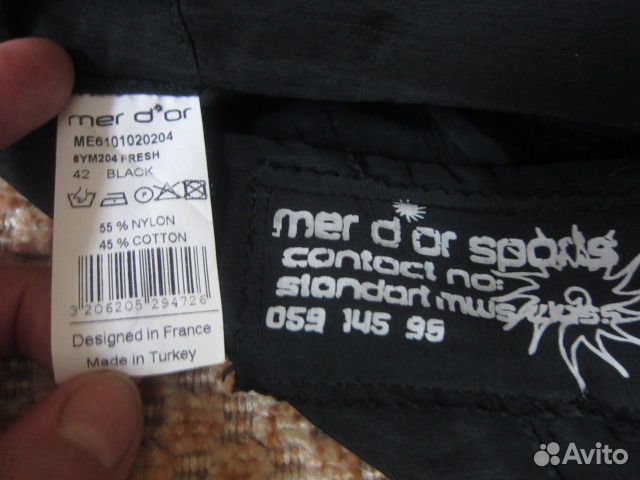 mer d'or
ME6101020204
6YM204 FRESH
42 BLACK
55 % NYLON
45 % COTTON
3 206205 294726
Designed in France
Made in Turkey
mer d'or sports
contact no:
standart mws
059 145 99
Avito